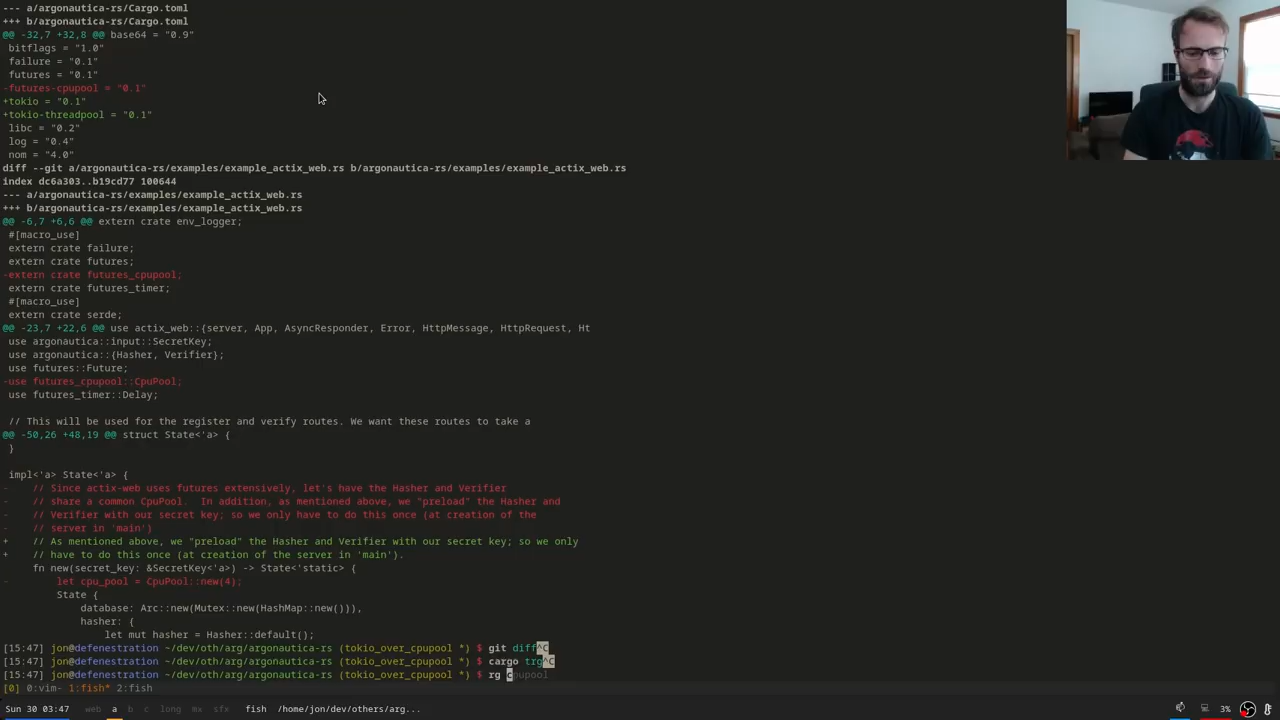 --- a/argonautica-rs/Cargo.toml
+++ b/argonautica-rs/Cargo.toml
@@ -32,7 +32,8 @@ base64 = "0.9"
 bitflags = "1.0"
 failure = "0.1"
 futures = "0.1"
-futures-cpupool = "0.1"
+tokio = "0.1"
+tokio-threadpool = "0.1"
 libc = "0.2"
 log = "0.4"
 nom = "4.0"
diff --git a/argonautica-rs/examples/example_actix_web.rs b/argonautica-rs/examples/example_actix_web.rs
index dc6a303..b19cd77 100644
--- a/argonautica-rs/examples/example_actix_web.rs
+++ b/argonautica-rs/examples/example_actix_web.rs
@@ -6,7 +6,6 @@ extern crate env_logger;
 #[macro_use]
 extern crate failure;
 extern crate futures;
-extern crate futures_cpupool;
 extern crate futures_timer;
 #[macro_use]
 extern crate serde;
@@ -23,7 +22,6 @@ use actix_web::{server, App, AsyncResponder, Error, HttpMessage, HttpRequest, Ht
 use argonautica::input::SecretKey;
 use argonautica::{Hasher, Verifier};
 use futures::Future;
-use futures_cpupool::CpuPool;
 use futures_timer::Delay;
 // This will be used for the register and verify routes. We want these routes to take a
@@ -50,26 +48,19 @@ struct State<'a> {
 }
 impl<'a> State<'a> {
-    // Since actix-web uses futures extensively, let's have the Hasher and Verifier
-    // share a common CpuPool.  In addition, as mentioned above, we "preload" the Hasher and
-    // Verifier with our secret key; so we only have to do this once (at creation of the
-    // server in 'main')
+    // As mentioned above, we "preload" the Hasher and Verifier with our secret key; so we only
+    // have to do this once (at creation of the server in 'main').
     fn new(secret_key: &SecretKey<'a>) -> State<'static> {
-        let cpu_pool = CpuPool::new(4);
         State {
             database: Arc::new(Mutex::new(HashMap::new())),
             hasher: {
                 let mut hasher = Hasher::default();
[15:47] jon@defenestration ~/dev/oth/arg/argonautica-rs (tokio_over_cpupool *) $ git diff^C
[15:47] jon@defenestration ~/dev/oth/arg/argonautica-rs (tokio_over_cpupool *) $ cargo trg^C
[15:47] jon@defenestration ~/dev/oth/arg/argonautica-rs (tokio_over_cpupool *) $ rg cpupool
[0] 0:vim- 1:fish* 2:fish
Sun 30 03:47 web a b c long mx sfx fish /home/jon/dev/others/arg... 3%